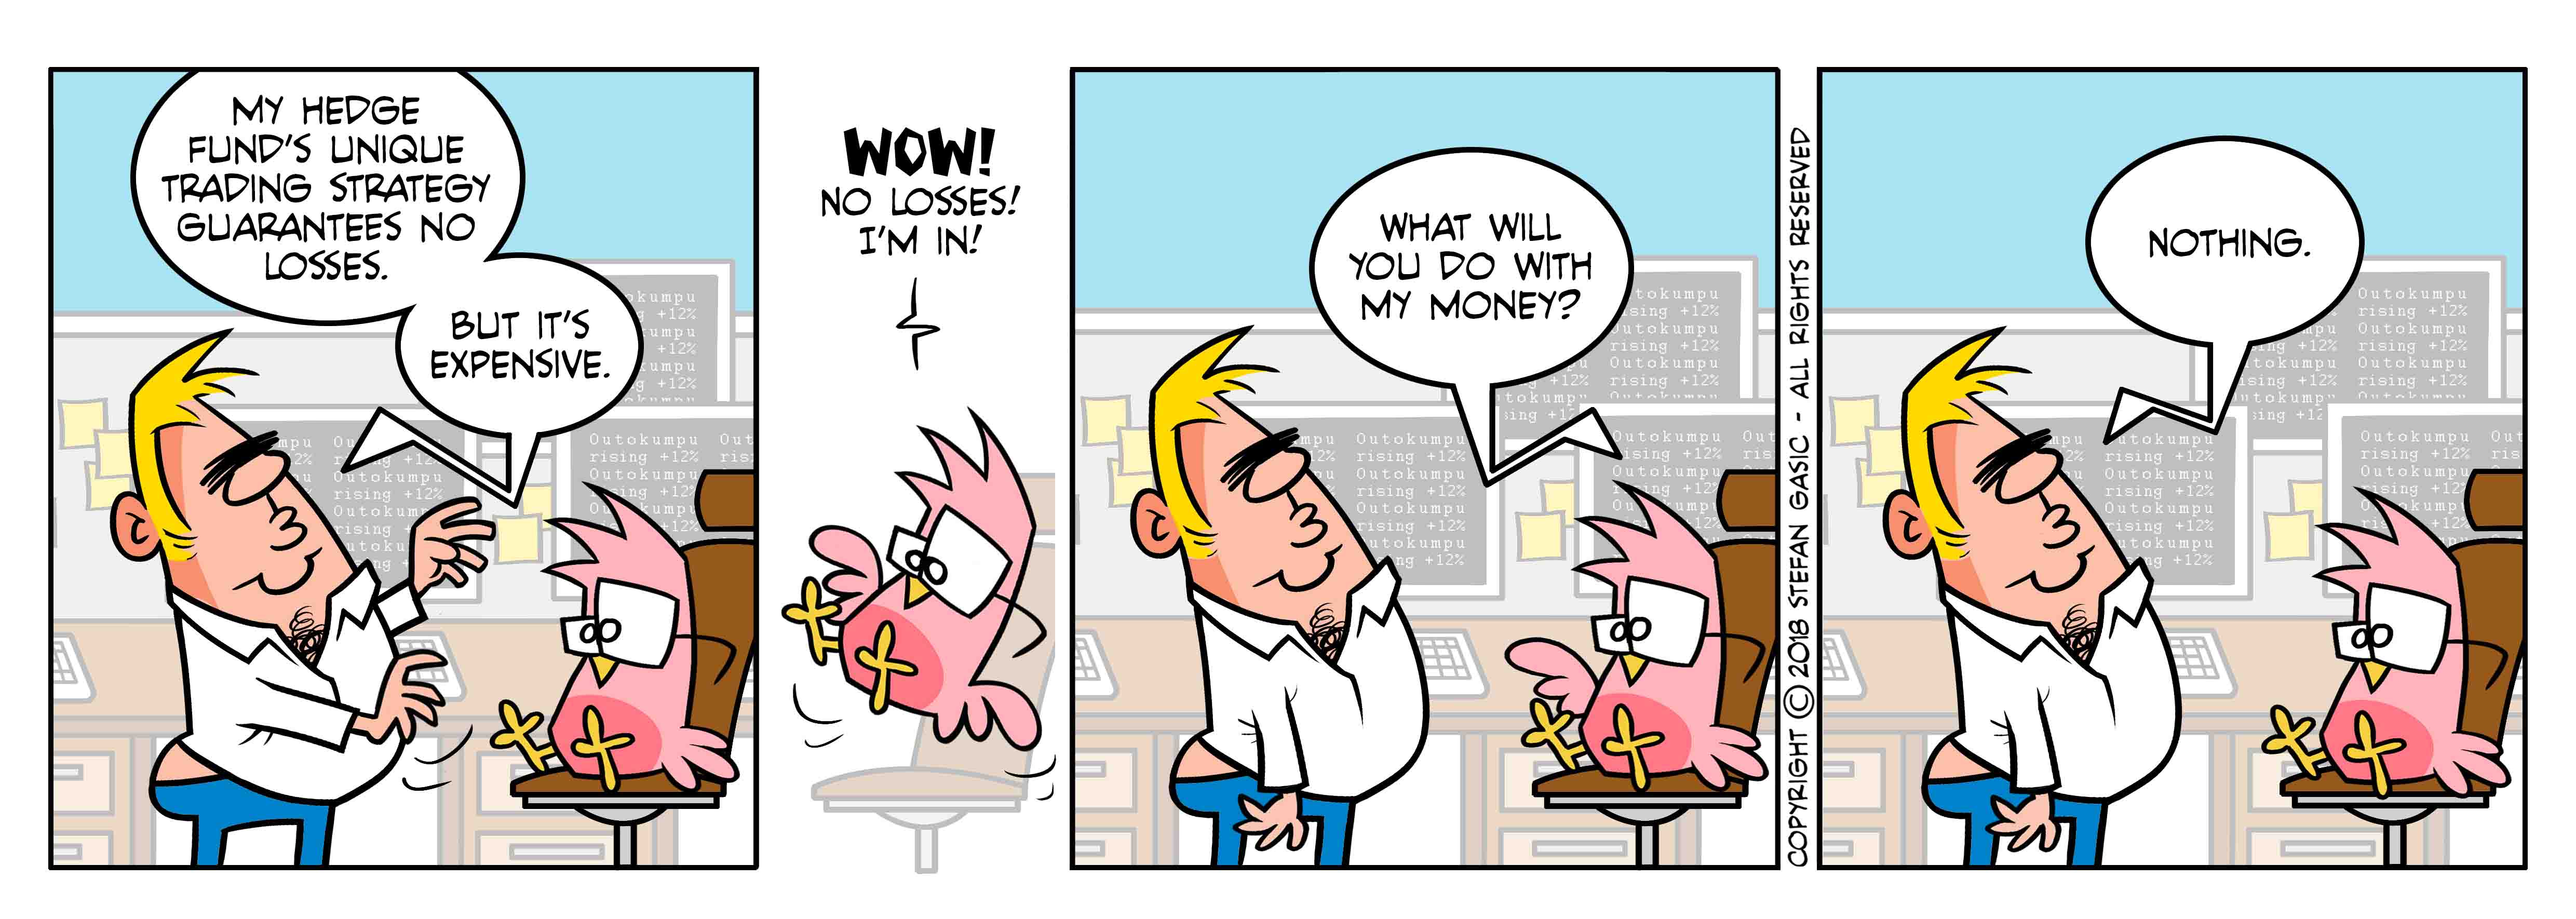 MY HEDGE
FUND'S UNIQUE
TRADING STRATEGY
GUARANTEES NO
LOSSES.
BUT IT'S
EXPENSIVE.
WOW!
NO LOSSES!
I'M IN!
WHAT WILL
YOU DO WITH
MY MONEY?
COPYRIGHT © 2018 STEFAN GASIC - ALL RIGHTS RESERVED
NOTHING.
Outokumpu
rising +12%
Outokumpu
rising +12%
Outokumpu
rising +12%